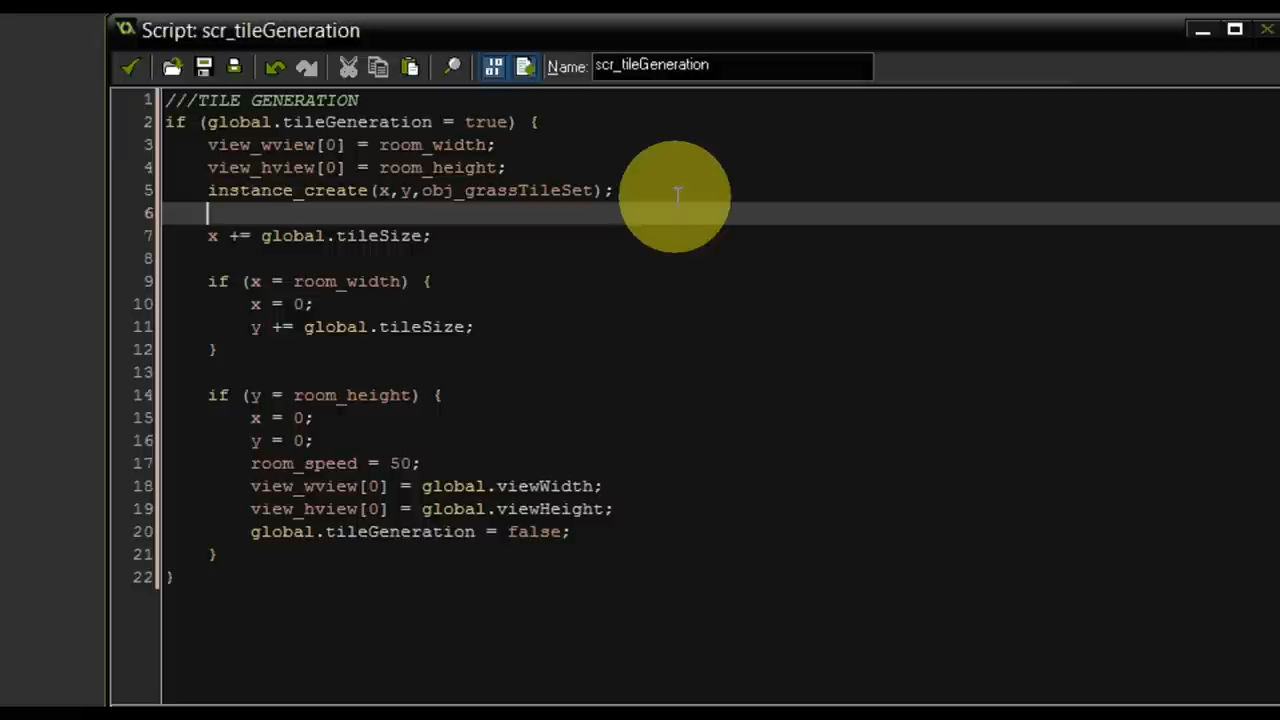 Script: scr_tileGeneration
Name: scr_tileGeneration
1 ///TILE GENERATION
2 if (global.tileGeneration = true) {
3 view_wview[0] = room_width;
4 view_hview[0] = room_height;
5 instance_create(x,y,obj_grassTileSet);
6
7 x += global.tileSize;
8
9 if (x = room_width) {
10 x = 0;
11 y += global.tileSize;
12 }
13
14 if (y = room_height) {
15 x = 0;
16 y = 0;
17 room_speed = 50;
18 view_wview[0] = global.viewWidth;
19 view_hview[0] = global.viewHeight;
20 global.tileGeneration = false;
21 }
22 }